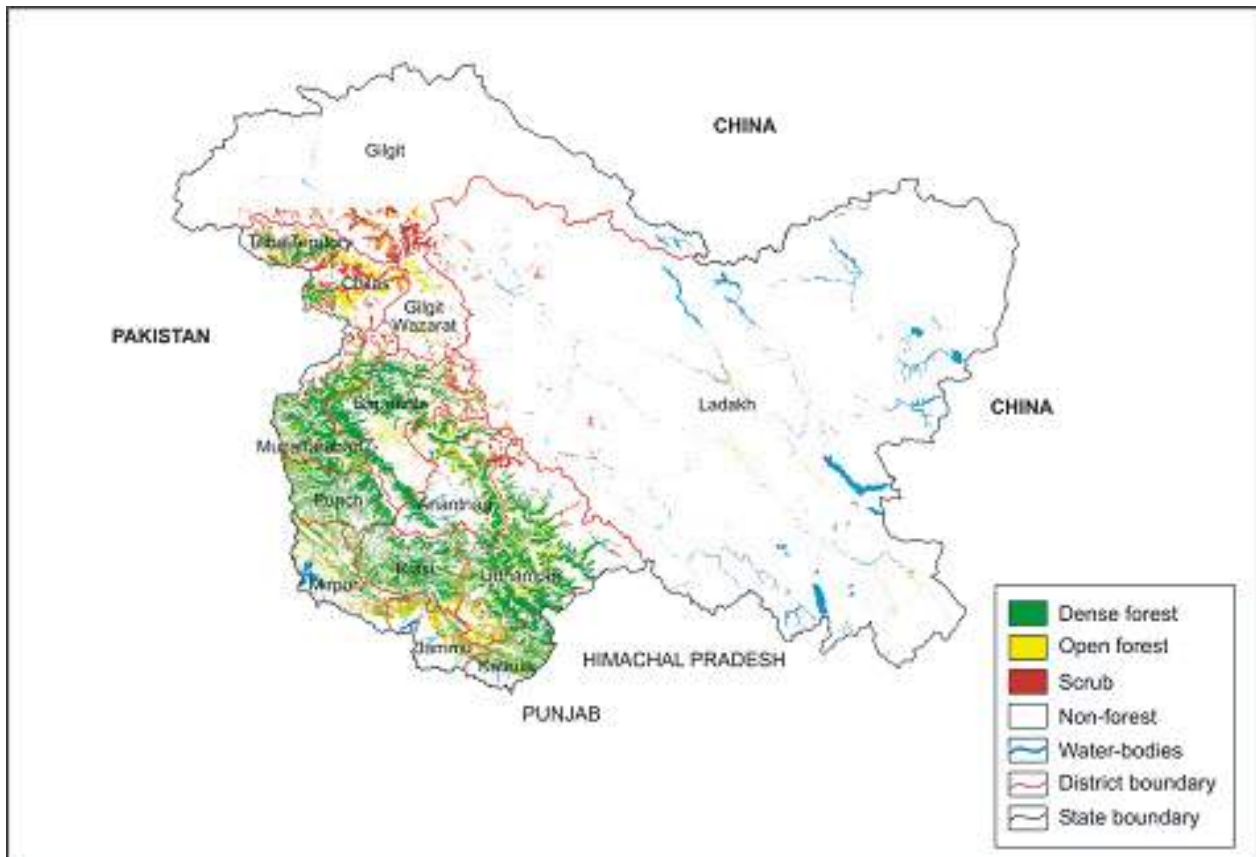 CHINA
Gilgit
Tribal Territory
Chilas
Gilgit
Wazarat
PAKISTAN
Ladakh
CHINA
Baramula
Muzaffarabad
Punch
Anantnag
Riasi
Udhampur
Mirpur
Jammu
Kathua
HIMACHAL PRADESH
PUNJAB
Dense forest
Open forest
Scrub
Non-forest
Water-bodies
District boundary
State boundary